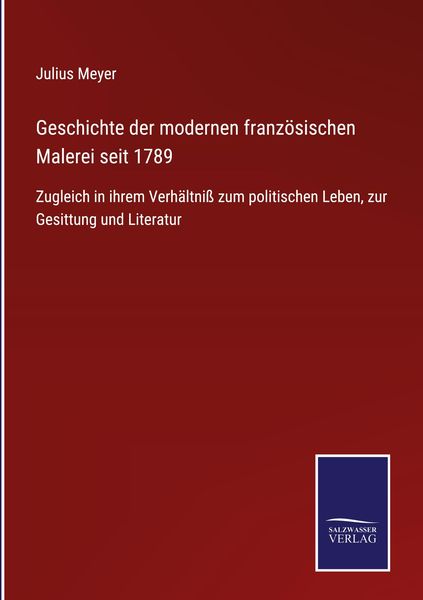 Julius Meyer
Geschichte der modernen französischen
Malerei seit 1789
Zugleich in ihrem Verhältniß zum politischen Leben, zur
Gesittung und Literatur
SALZWASSER
VERLAG